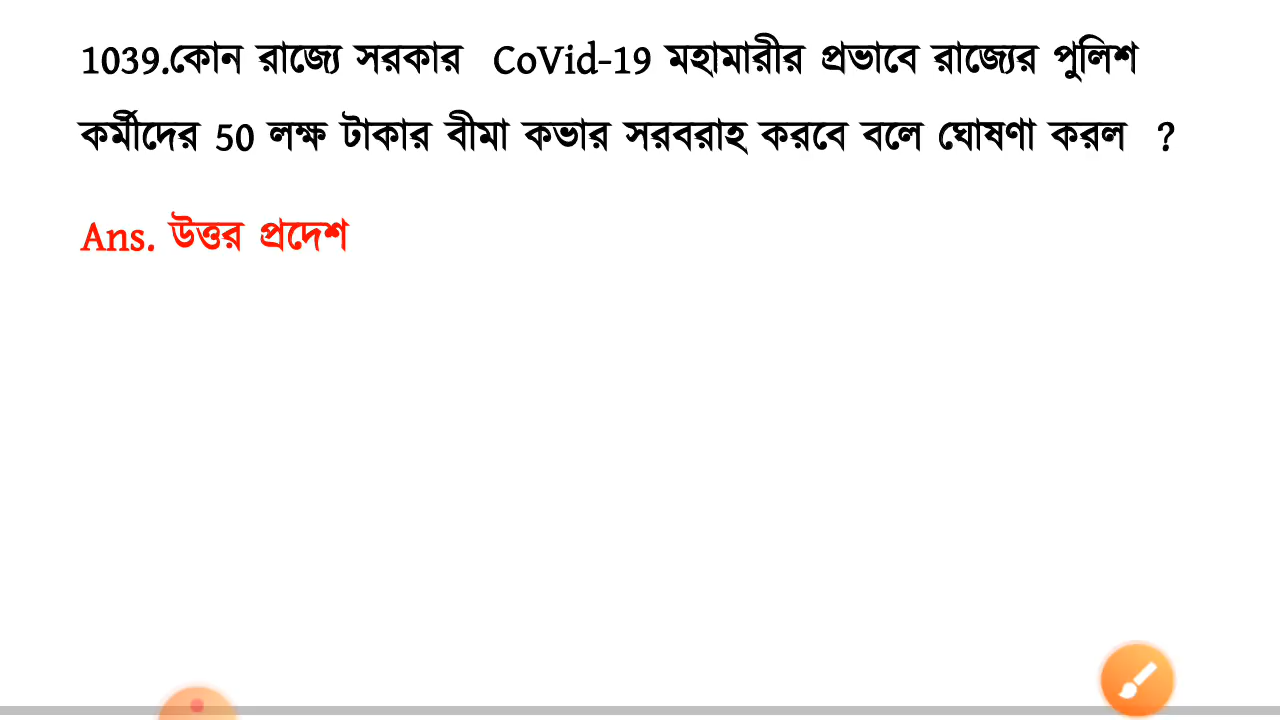 1039.কোন রাজ্যে সরকার CoVid-19 মহামারীর প্রভাবে রাজ্যের পুলিশ
কর্মীদের 50 লক্ষ টাকার বীমা কভার সরবরাহ করবে বলে ঘোষণা করল ?
Ans. উত্তর প্রদেশ